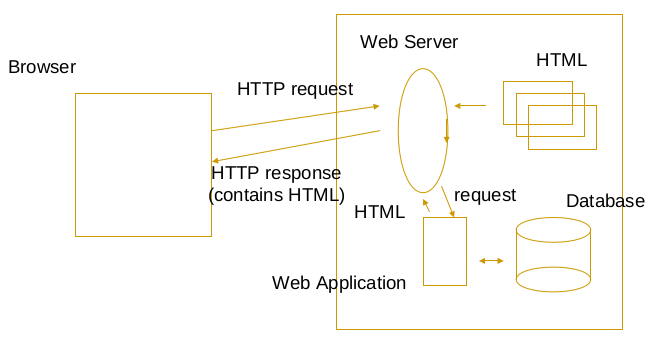 Web Server
HTML
Browser
HTTP request
HTTP response
(contains HTML)
request
Database
HTML
Web Application